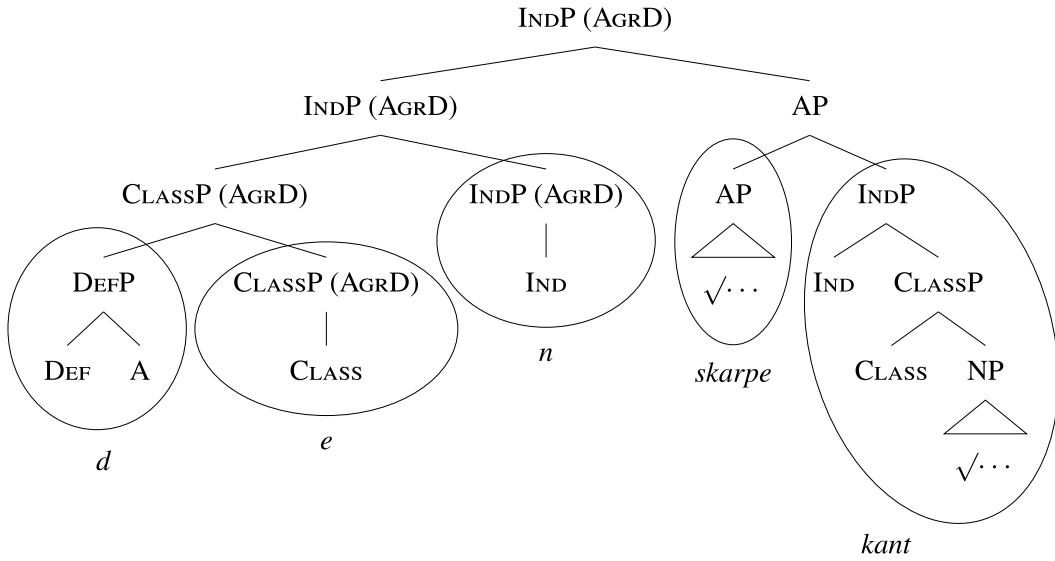 INDP (AGRD)
INDP (AGRD) AP
CLASSP (AGRD) INDP (AGRD) AP INDP
DEFP CLASSP (AGRD) IND √··· IND CLASSP
DEF A CLASS n skarpe CLASS NP
d e √···
kant